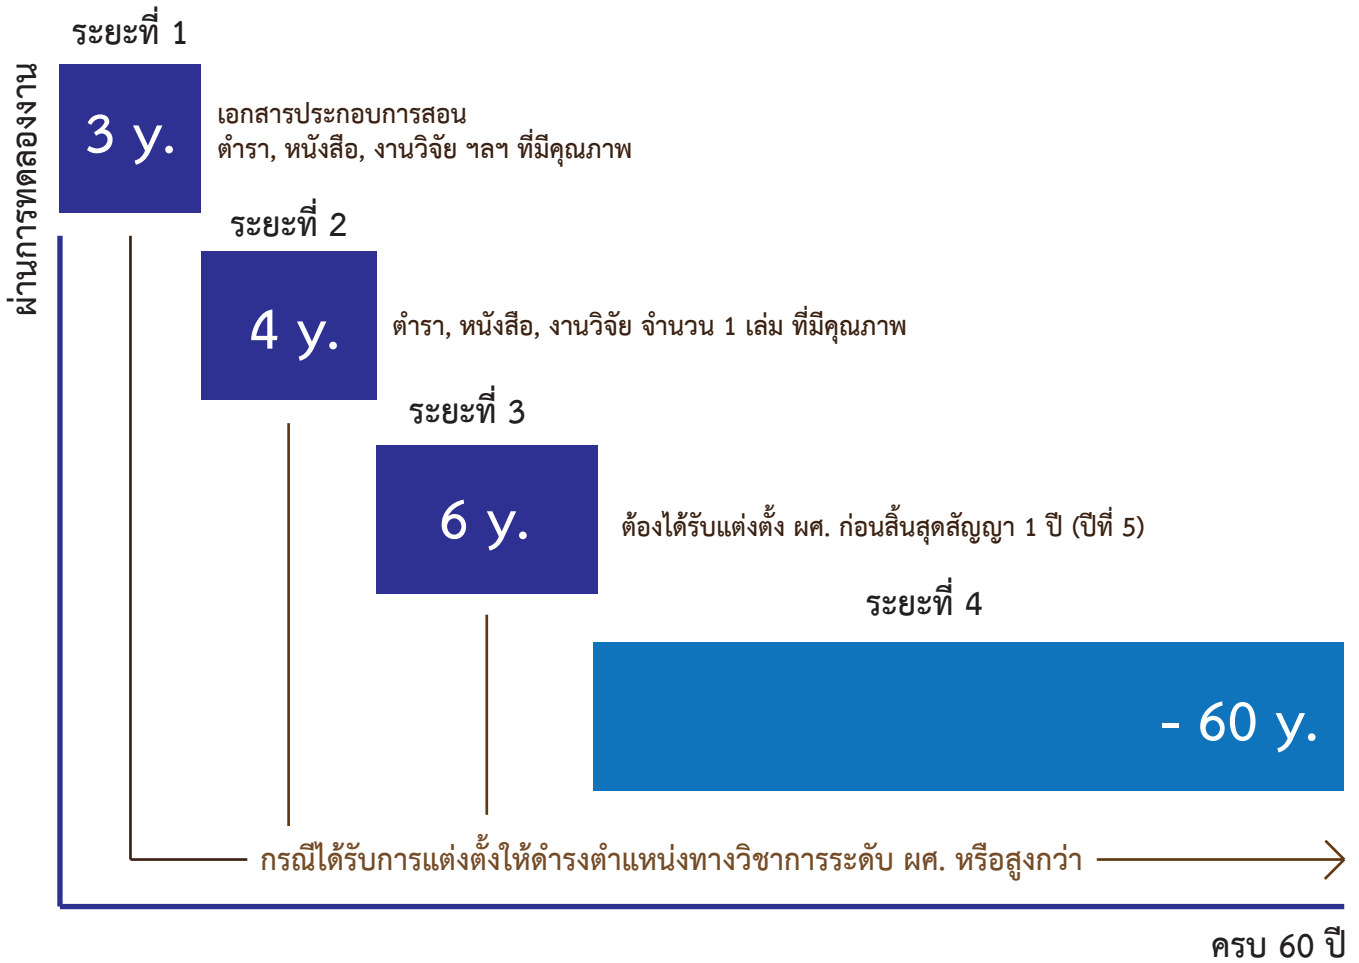 ระยะที่ 1
ผ่านการทดลองงาน
3 y.
เอกสารประกอบการสอน
ตำรา, หนังสือ, งานวิจัย ฯลฯ ที่มีคุณภาพ
ระยะที่ 2
4 y.
ตำรา, หนังสือ, งานวิจัย จำนวน 1 เล่ม ที่มีคุณภาพ
ระยะที่ 3
6 y.
ต้องได้รับแต่งตั้ง ผศ. ก่อนสิ้นสุดสัญญา 1 ปี (ปีที่ 5)
ระยะที่ 4
- 60 y.
กรณีได้รับการแต่งตั้งให้ดำรงตำแหน่งทางวิชาการระดับ ผศ. หรือสูงกว่า
ครบ 60 ปี